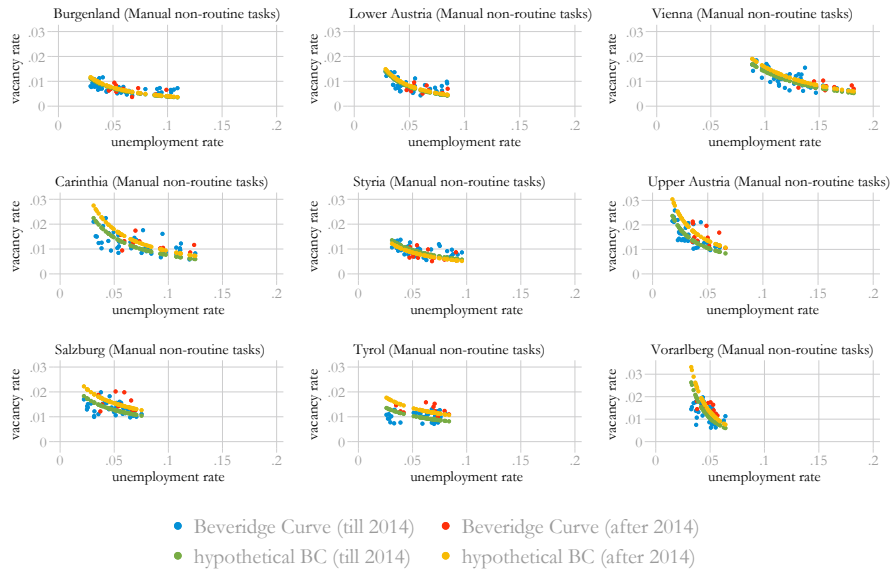 Burgenland (Manual non-routine tasks)
Lower Austria (Manual non-routine tasks)
Vienna (Manual non-routine tasks)
vacancy rate
.03
.02
.01
0
0
.05
.1
.15
.2
unemployment rate
vacancy rate
.03
.02
.01
0
0
.05
.1
.15
.2
unemployment rate
vacancy rate
.03
.02
.01
0
0
.05
.1
.15
.2
unemployment rate
Carinthia (Manual non-routine tasks)
Styria (Manual non-routine tasks)
Upper Austria (Manual non-routine tasks)
vacancy rate
.03
.02
.01
0
0
.05
.1
.15
.2
unemployment rate
vacancy rate
.03
.02
.01
0
0
.05
.1
.15
.2
unemployment rate
vacancy rate
.03
.02
.01
0
0
.05
.1
.15
.2
unemployment rate
Salzburg (Manual non-routine tasks)
Tyrol (Manual non-routine tasks)
Vorarlberg (Manual non-routine tasks)
vacancy rate
.03
.02
.01
0
0
.05
.1
.15
.2
unemployment rate
vacancy rate
.03
.02
.01
0
0
.05
.1
.15
.2
unemployment rate
vacancy rate
.03
.02
.01
0
0
.05
.1
.15
.2
unemployment rate
Beveridge Curve (till 2014)
Beveridge Curve (after 2014)
hypothetical BC (till 2014)
hypothetical BC (after 2014)